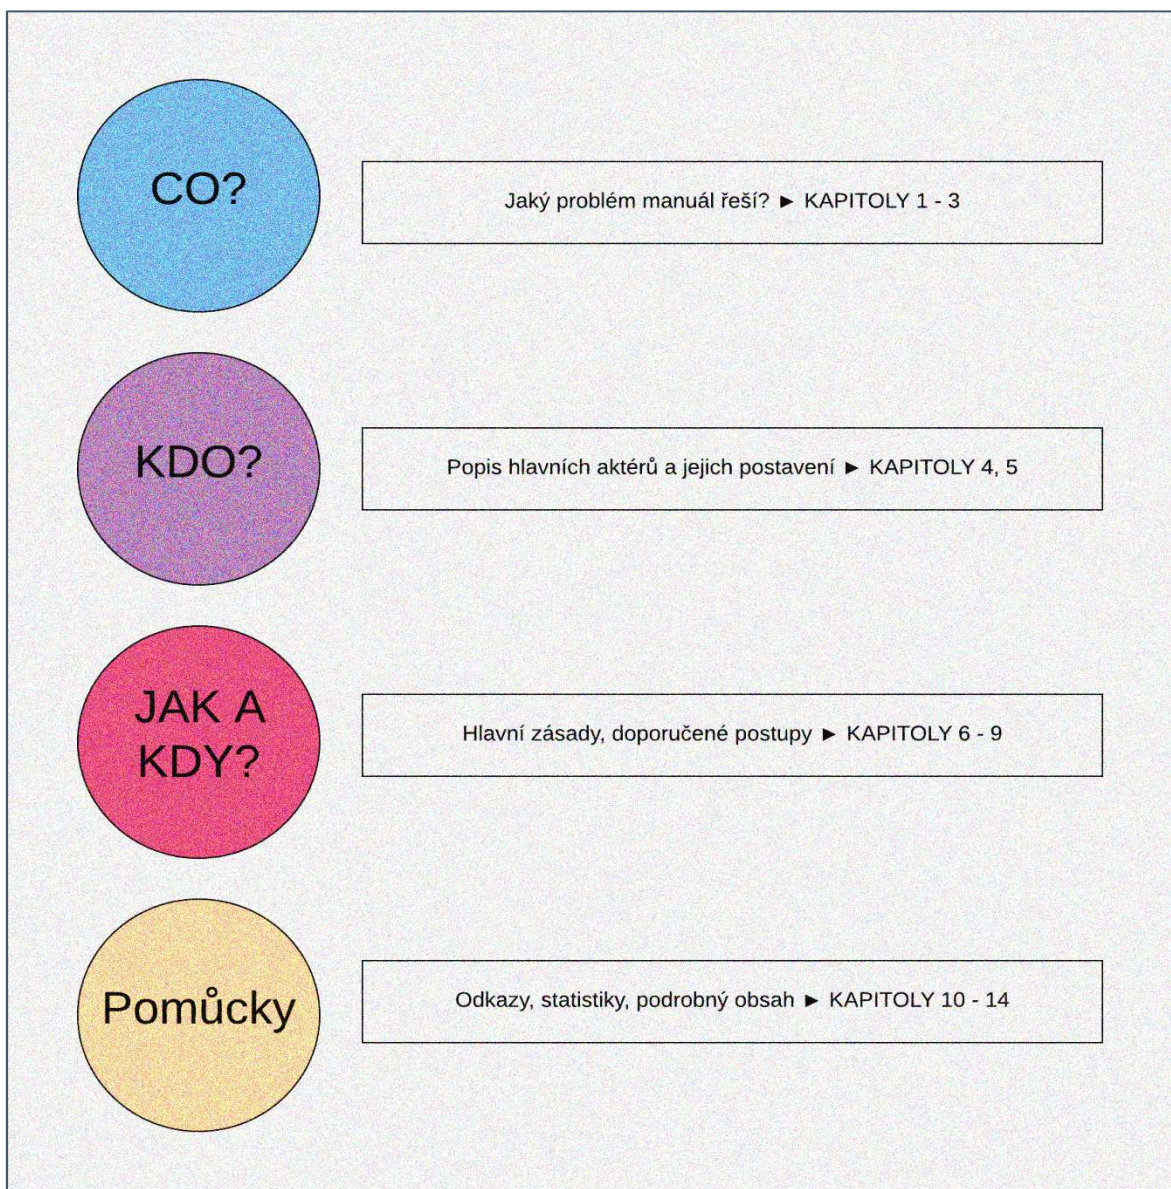 CO?
Jaký problém manuál řeší? ► KAPITOLY 1 - 3
KDO?
Popis hlavních aktérů a jejich postavení ► KAPITOLY 4, 5
JAK A
KDY?
Hlavní zásady, doporučené postupy ► KAPITOLY 6 - 9
Pomůcky
Odkazy, statistiky, podrobný obsah ► KAPITOLY 10 - 14